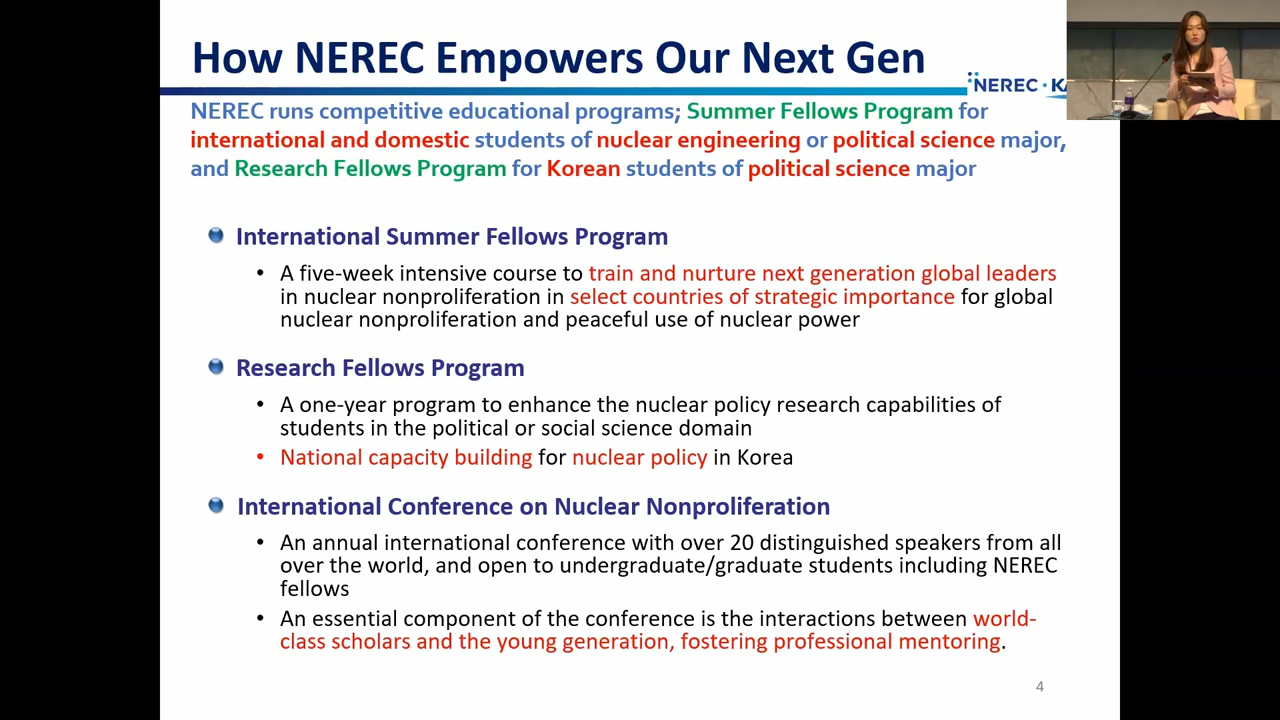 How NEREC Empowers Our Next Gen
NEREC
NEREC runs competitive educational programs; Summer Fellows Program for
international and domestic students of nuclear engineering or political science major,
and Research Fellows Program for Korean students of political science major
International Summer Fellows Program
• A five-week intensive course to train and nurture next generation global leaders
in nuclear nonproliferation in select countries of strategic importance for global
nuclear nonproliferation and peaceful use of nuclear power
Research Fellows Program
• A one-year program to enhance the nuclear policy research capabilities of
students in the political or social science domain
• National capacity building for nuclear policy in Korea
International Conference on Nuclear Nonproliferation
• An annual international conference with over 20 distinguished speakers from all
over the world, and open to undergraduate/graduate students including NEREC
fellows
• An essential component of the conference is the interactions between world-
class scholars and the young generation, fostering professional mentoring.
4